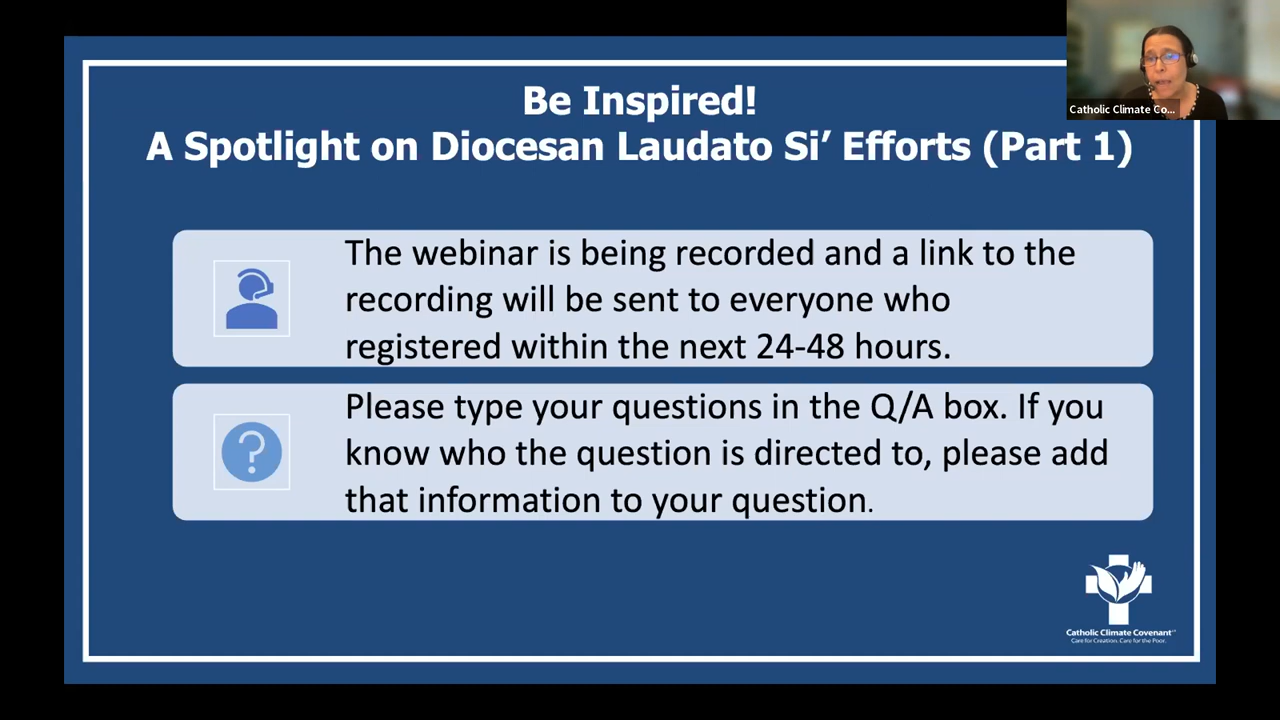 Be Inspired!
A Spotlight on Diocesan Laudato Si’ Efforts (Part 1)
Catholic Climate Co...
The webinar is being recorded and a link to the
recording will be sent to everyone who
registered within the next 24-48 hours.
Please type your questions in the Q/A box. If you
know who the question is directed to, please add
that information to your question.
Catholic Climate Covenant
Care for Creation. Care for the Poor.